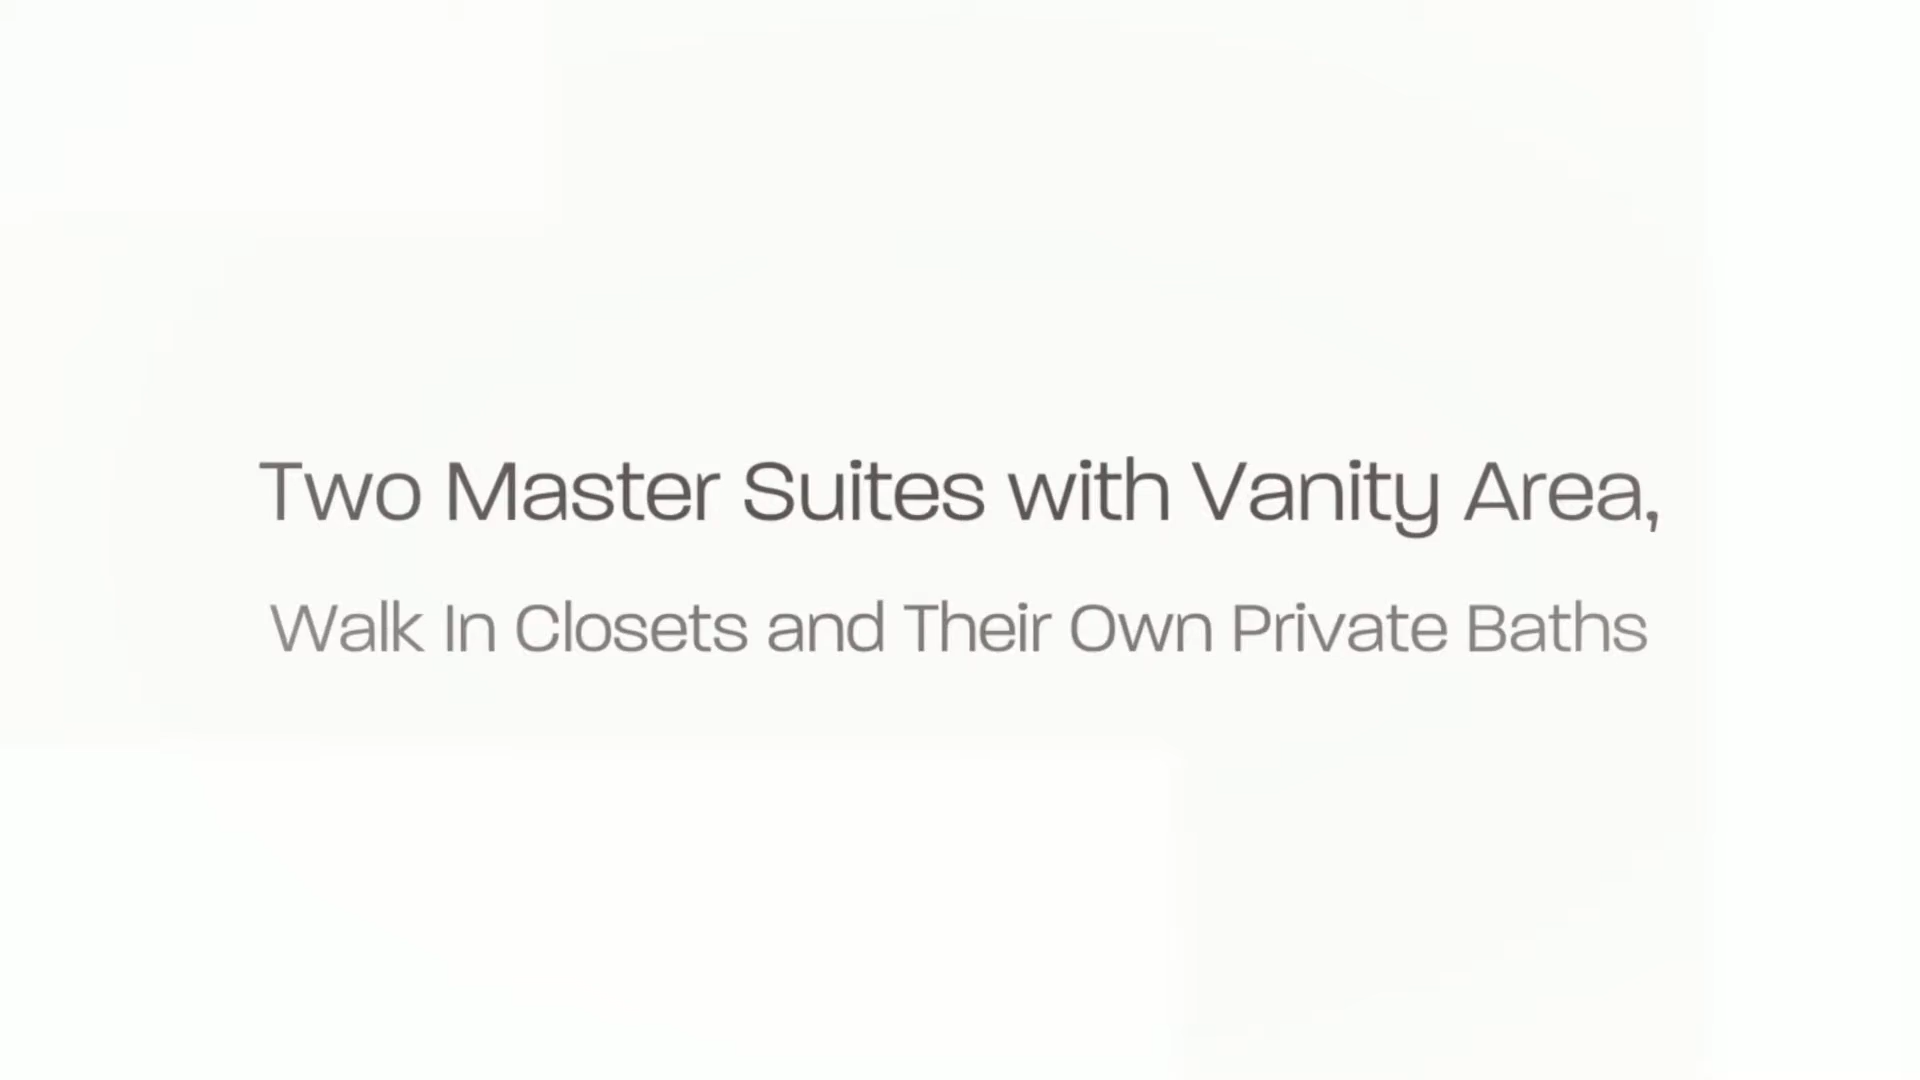 Two Master Suites with Vanity Area,
Walk In Closets and Their Own Private Baths